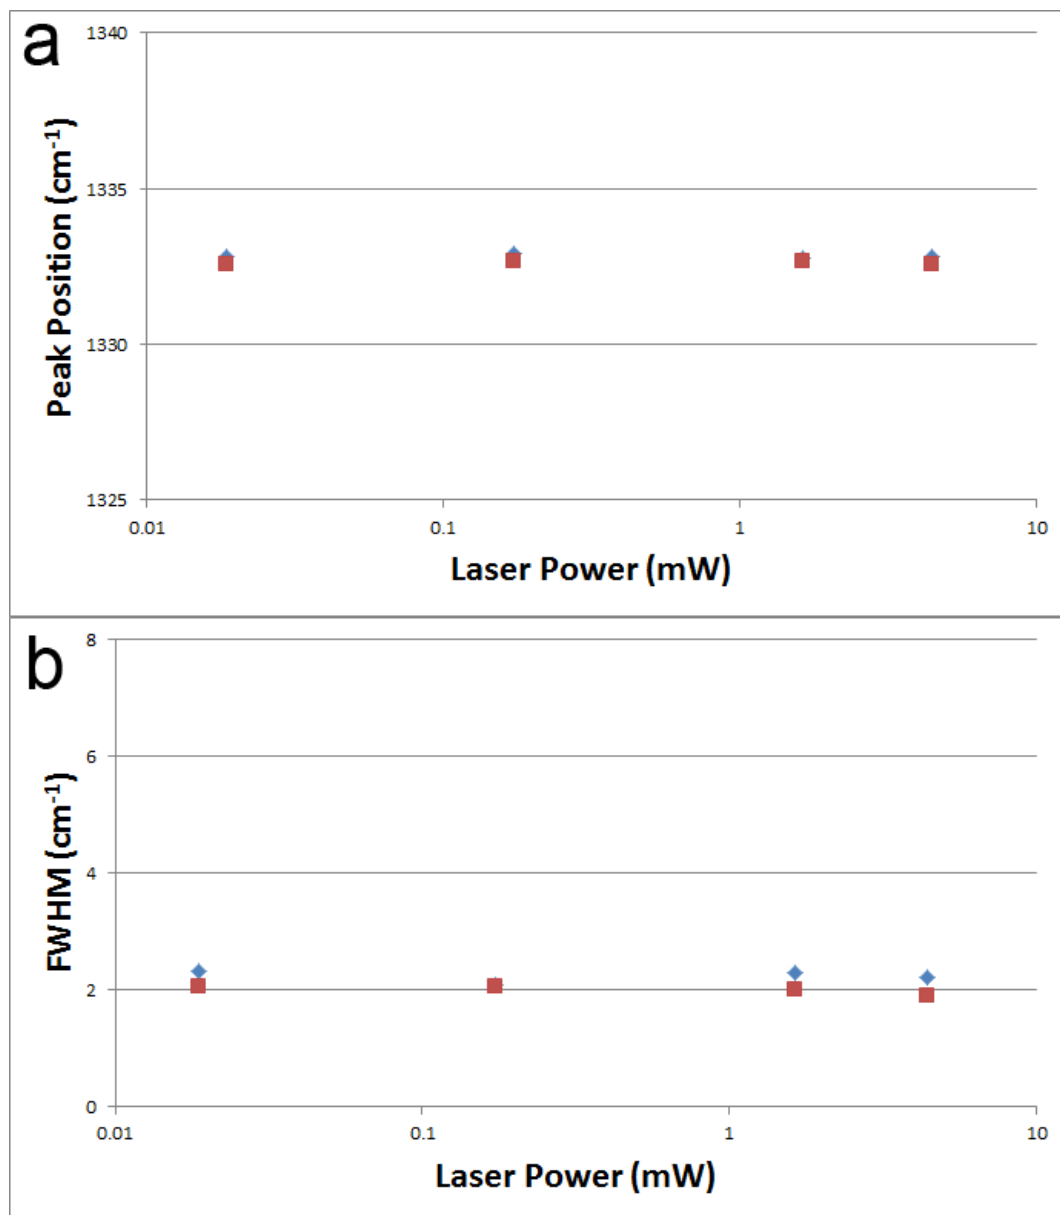 a
Peak Position (cm-1)
1340
1335
1330
1325
0.01 0.1 1 10
Laser Power (mW)
b
FWHM (cm-1)
8
6
4
2
0
0.01 0.1 1 10
Laser Power (mW)